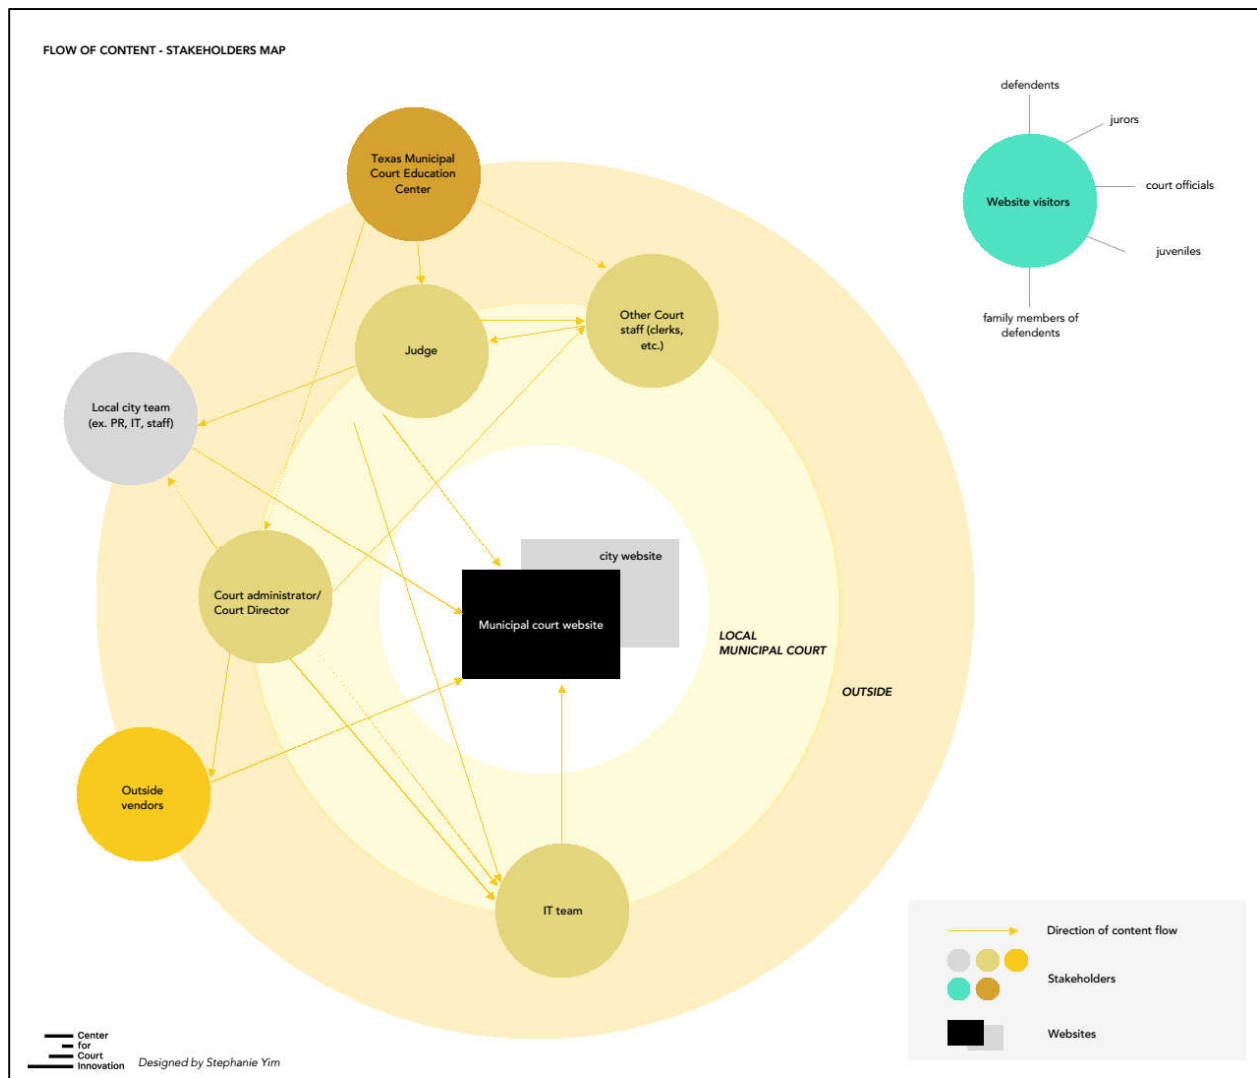 FLOW OF CONTENT - STAKEHOLDERS MAP
defendents
jurors
Website visitors
court officials
juveniles
family members of
defendents
Texas Municipal
Court Education
Center
Judge
Other Court
staff (clerks,
etc.)
Local city team
(ex. PR, IT, staff)
Court administrator/
Court Director
city website
Municipal court website
LOCAL
MUNICIPAL COURT
OUTSIDE
Outside
vendors
IT team
Direction of content flow
Stakeholders
Websites
Center
for
Court
Innovation
Designed by Stephanie Yim